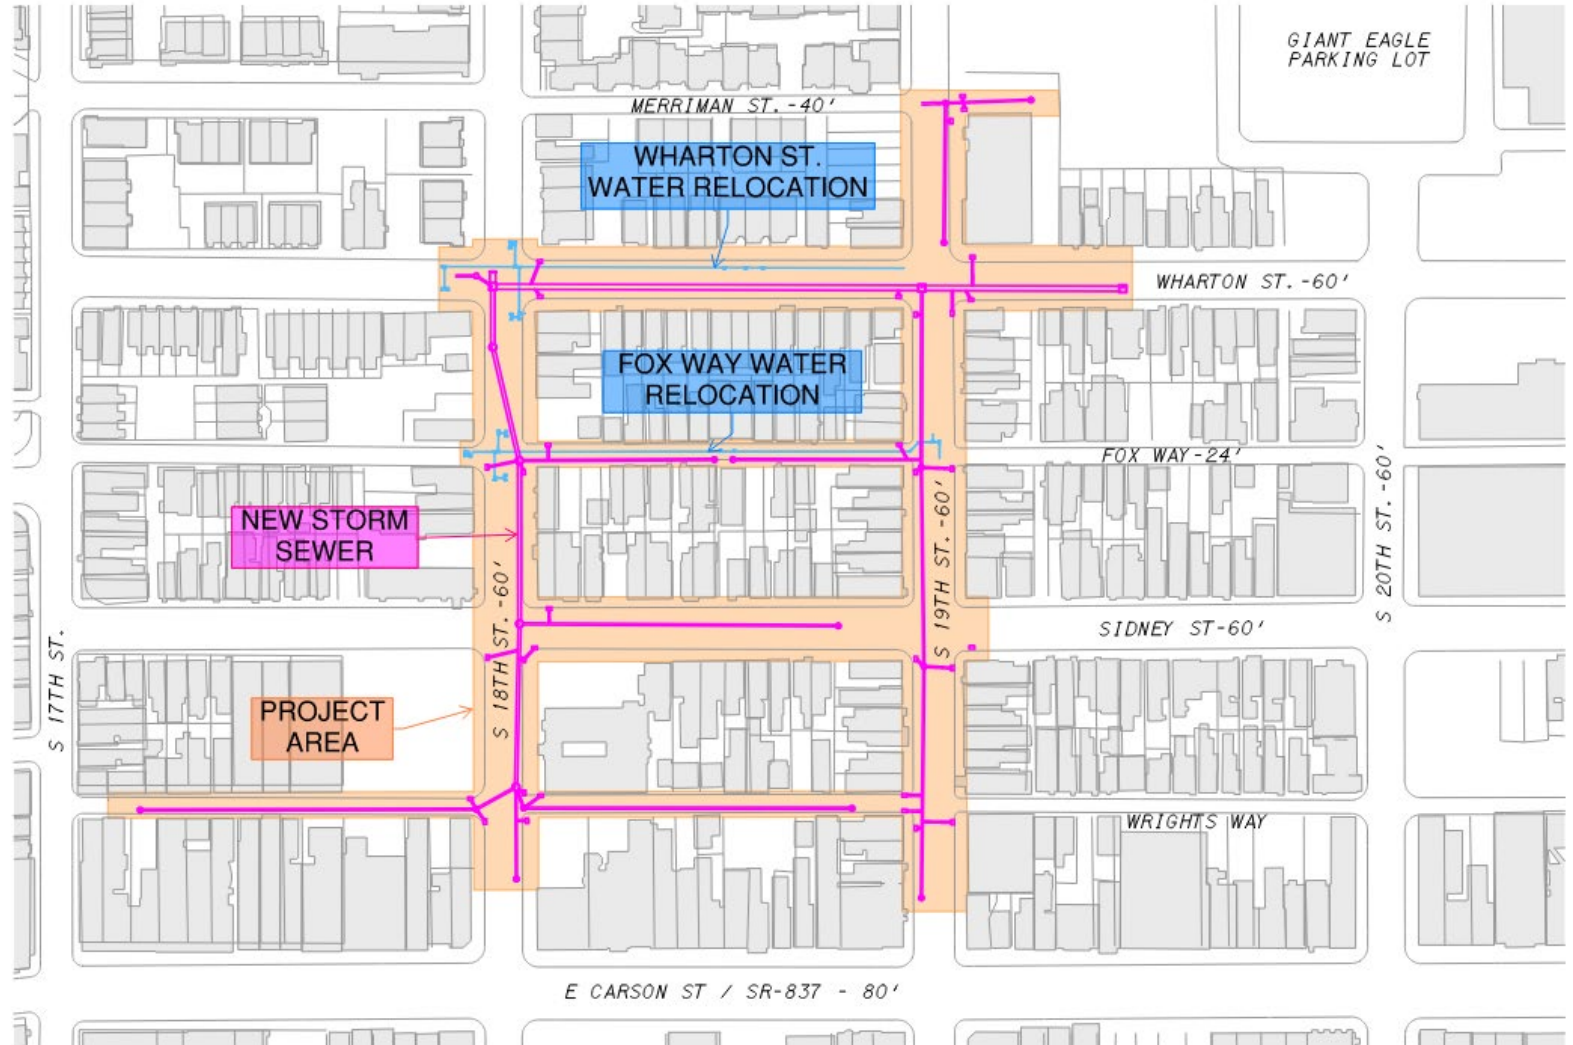 GIANT EAGLE
PARKING LOT
MERRIMAN ST.-40'
WHARTON ST.
WATER RELOCATION
WHARTON ST.-60'
FOX WAY WATER
RELOCATION
FOX WAY-24'
NEW STORM
SEWER
S 17TH ST.
S 18TH ST.-60'
S 19TH ST.-60'
S 20TH ST.-60'
SIDNEY ST-60'
PROJECT
AREA
WRIGHTS WAY
E CARSON ST / SR-837 - 80'